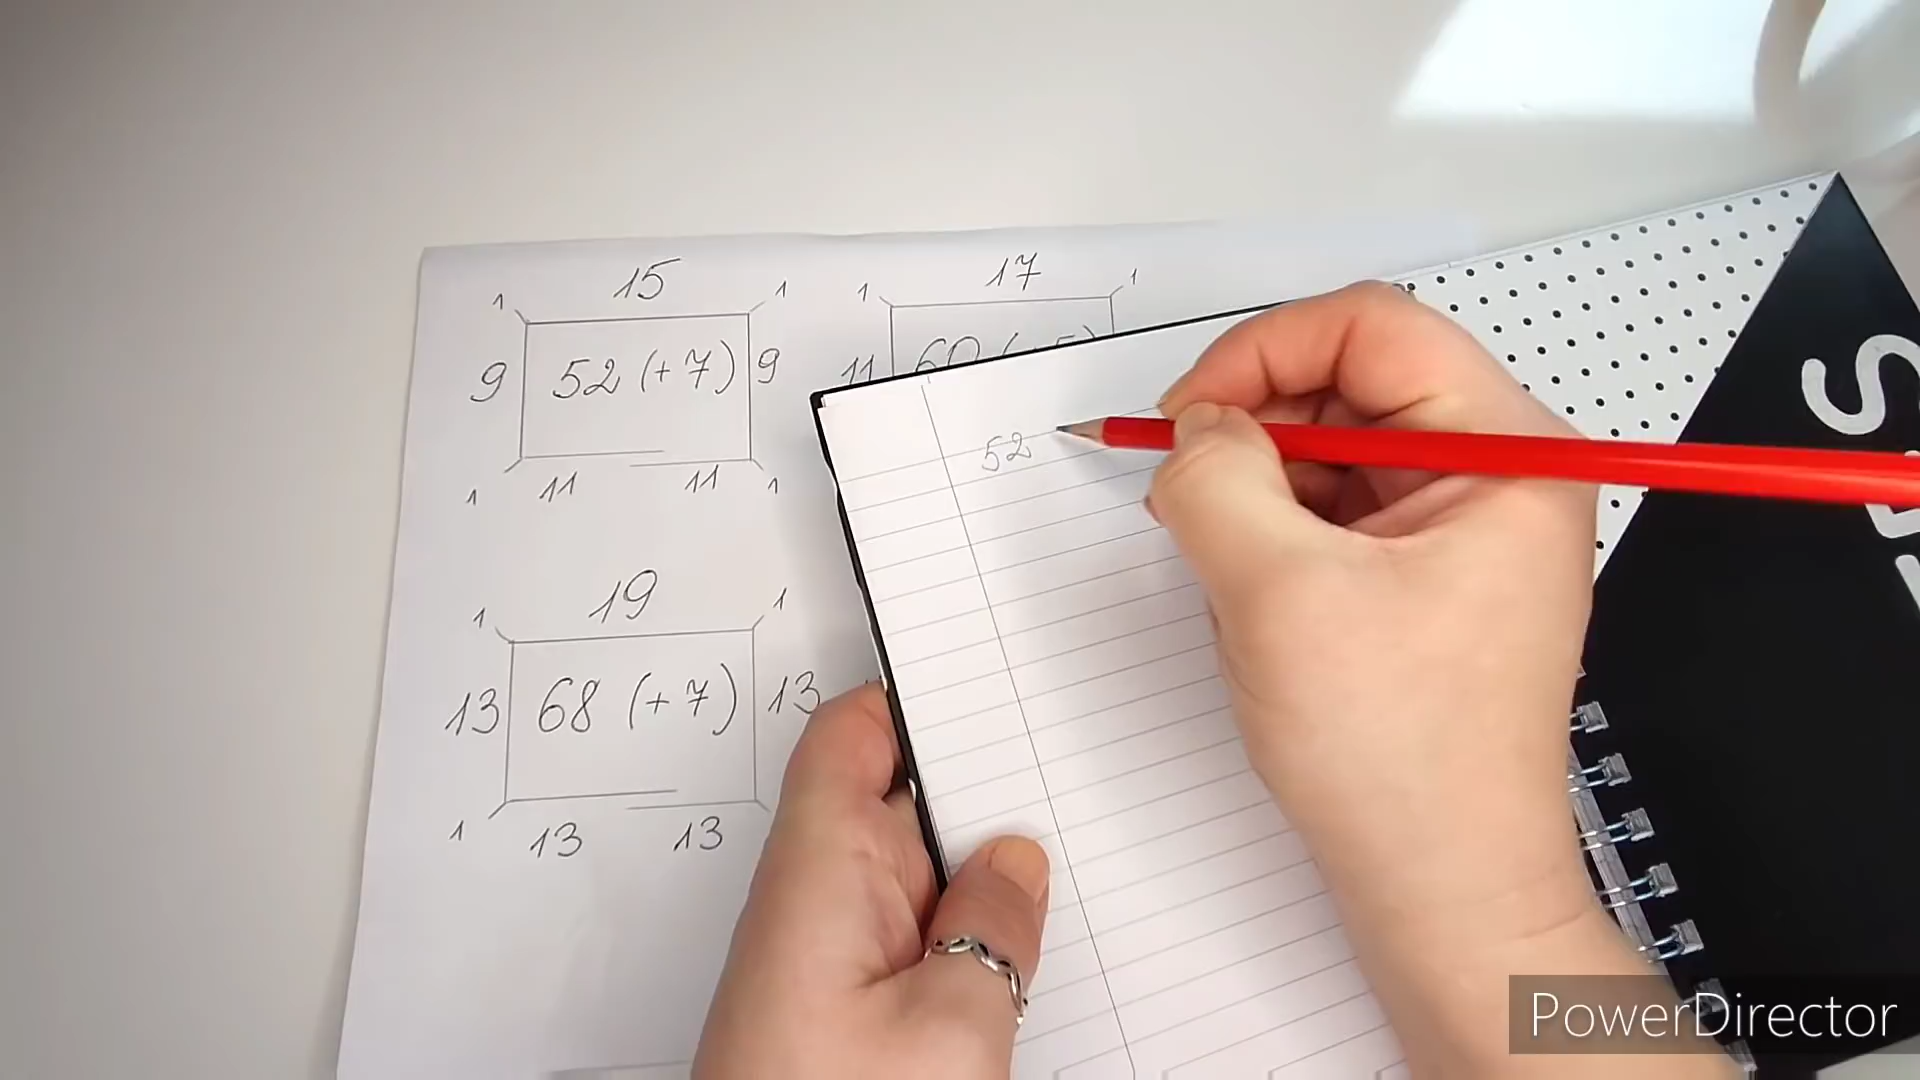 15
1 1
9 52 (+7) 9
1 11 11 1
17
1 1
11 60
52
19
1 1
13 68 (+7) 13
1 13 13
PowerDirector